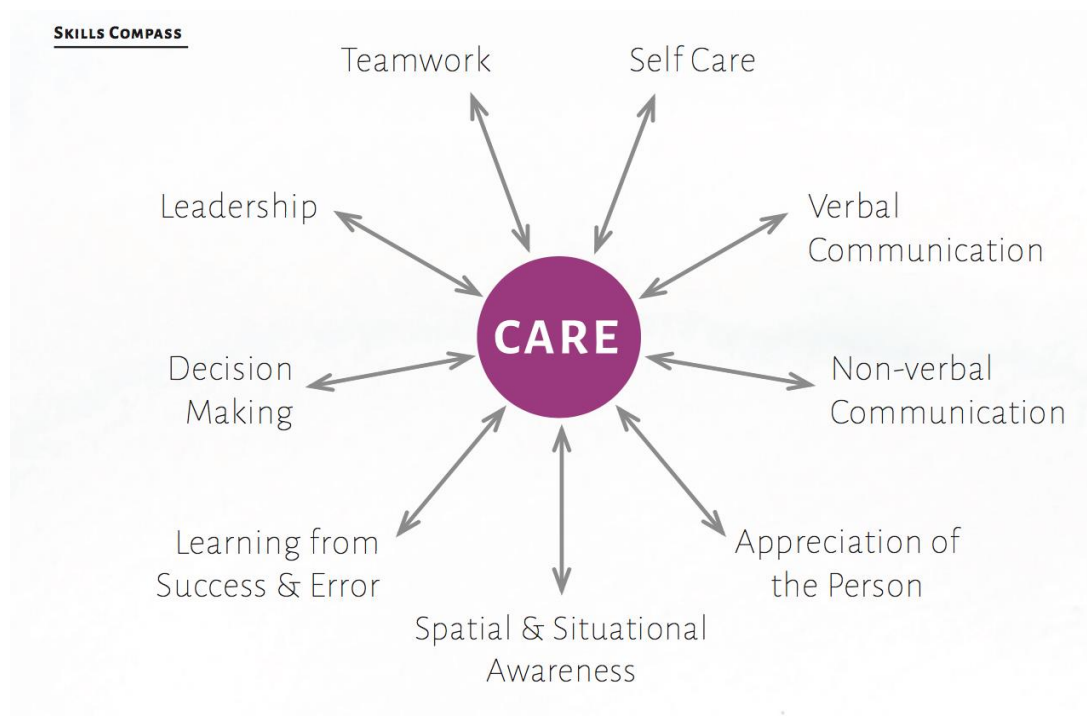 Skills Compass
Teamwork
Self Care
Leadership
Verbal
Communication
CARE
Decision
Making
Non-verbal
Communication
Learning from
Success & Error
Appreciation of
the Person
Spatial & Situational
Awareness